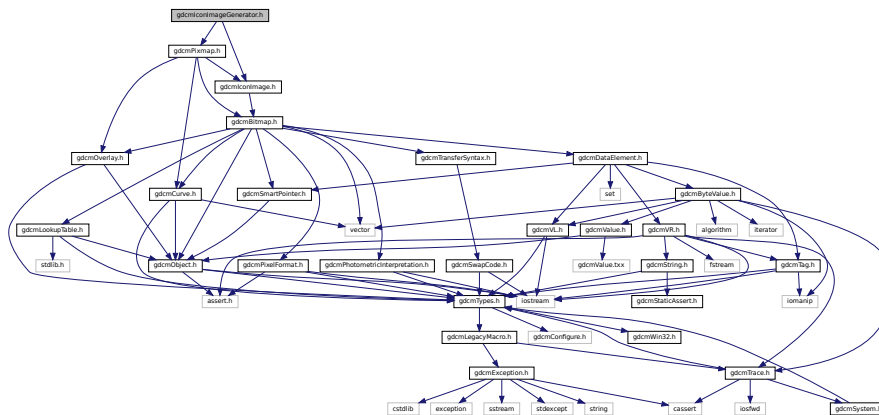 gdcmIconImageGenerator.h
gdcmPixmap.h
gdcmIconImage.h
gdcmBitmap.h
gdcmOverlay.h
gdcmTransferSyntax.h
gdcmDataElement.h
gdcmCurve.h
gdcmSmartPointer.h
set
gdcmByteValue.h
gdcmLookupTable.h
vector
gdcmVL.h
gdcmValue.h
gdcmVR.h
algorithm
iterator
stdlib.h
gdcmObject.h
gdcmPixelFormat.h
gdcmPhotometricInterpretation.h
gdcmSwapCode.h
gdcmValue.txx
gdcmString.h
fstream
gdcmTag.h
assert.h
gdcmTypes.h
iostream
gdcmStaticAssert.h
iomanip
gdcmLegacyMacro.h
gdcmConfigure.h
gdcmWin32.h
gdcmException.h
gdcmTrace.h
cstdlib
exception
sstream
stdexcept
string
cassert
iosfwd
gdcmSystem.h